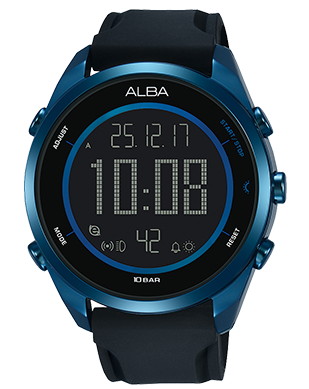 ALBA
ADJUST
START/STOP
A
25.12.17
10:08
42
MODE
RESET
10BAR